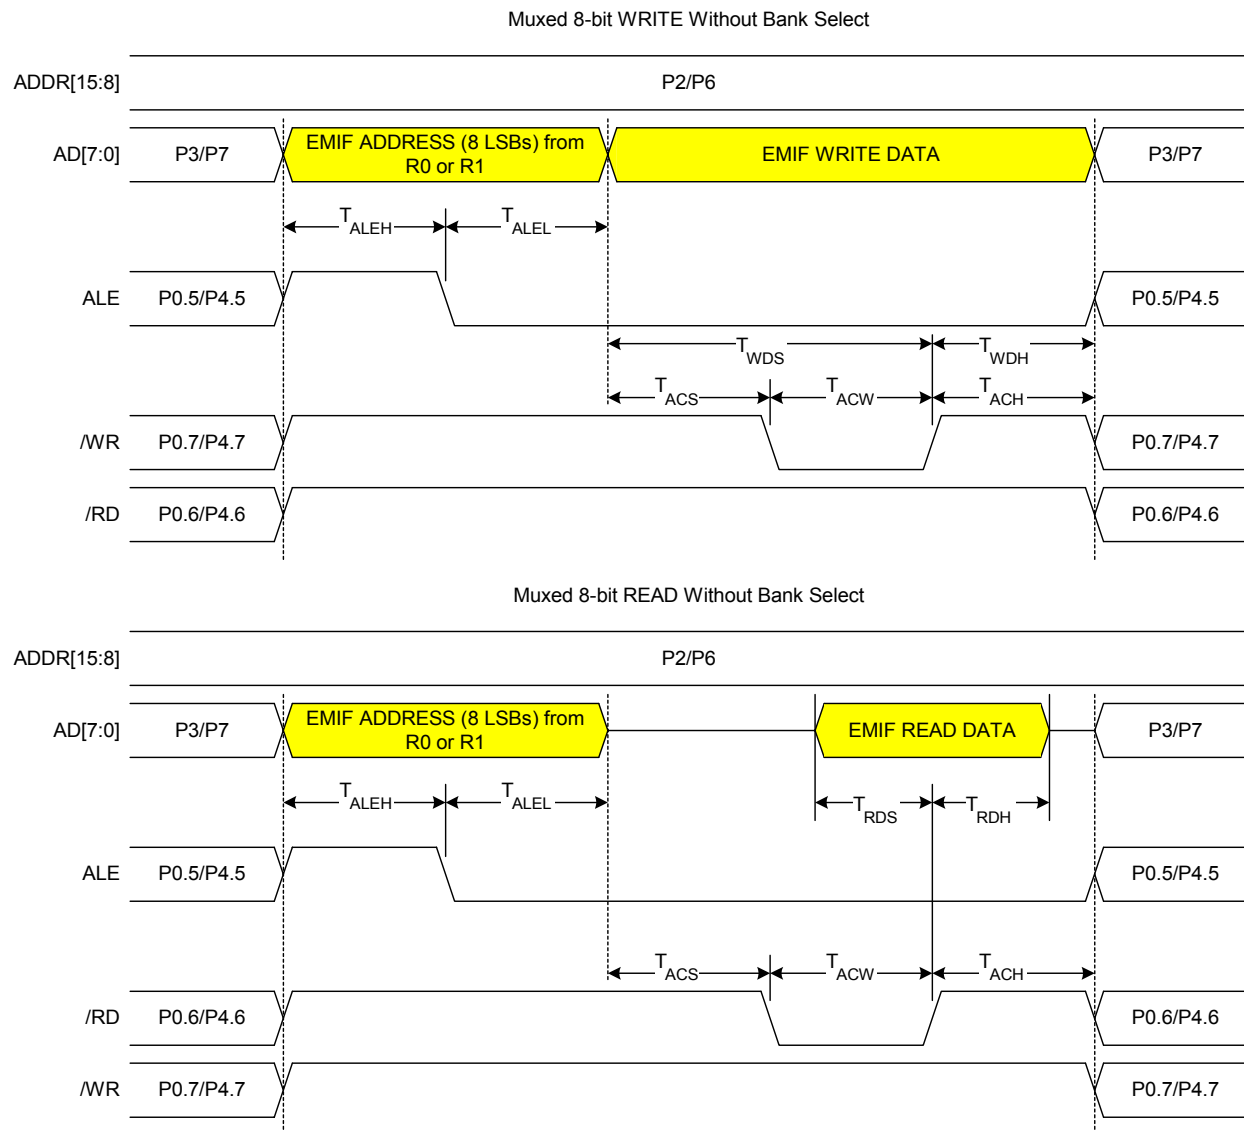 Muxed 8-bit WRITE Without Bank Select
ADDR[15:8] P2/P6
AD[7:0] P3/P7 EMIF ADDRESS (8 LSBs) from R0 or R1 EMIF WRITE DATA P3/P7
TALEH TALEL
ALE P0.5/P4.5 P0.5/P4.5
TWDS TWDH
TACS TACW TACH
/WR P0.7/P4.7 P0.7/P4.7
/RD P0.6/P4.6 P0.6/P4.6
Muxed 8-bit READ Without Bank Select
ADDR[15:8] P2/P6
AD[7:0] P3/P7 EMIF ADDRESS (8 LSBs) from R0 or R1 EMIF READ DATA P3/P7
TALEH TALEL TRDS TRDH
ALE P0.5/P4.5 P0.5/P4.5
TACS TACW TACH
/RD P0.6/P4.6 P0.6/P4.6
/WR P0.7/P4.7 P0.7/P4.7